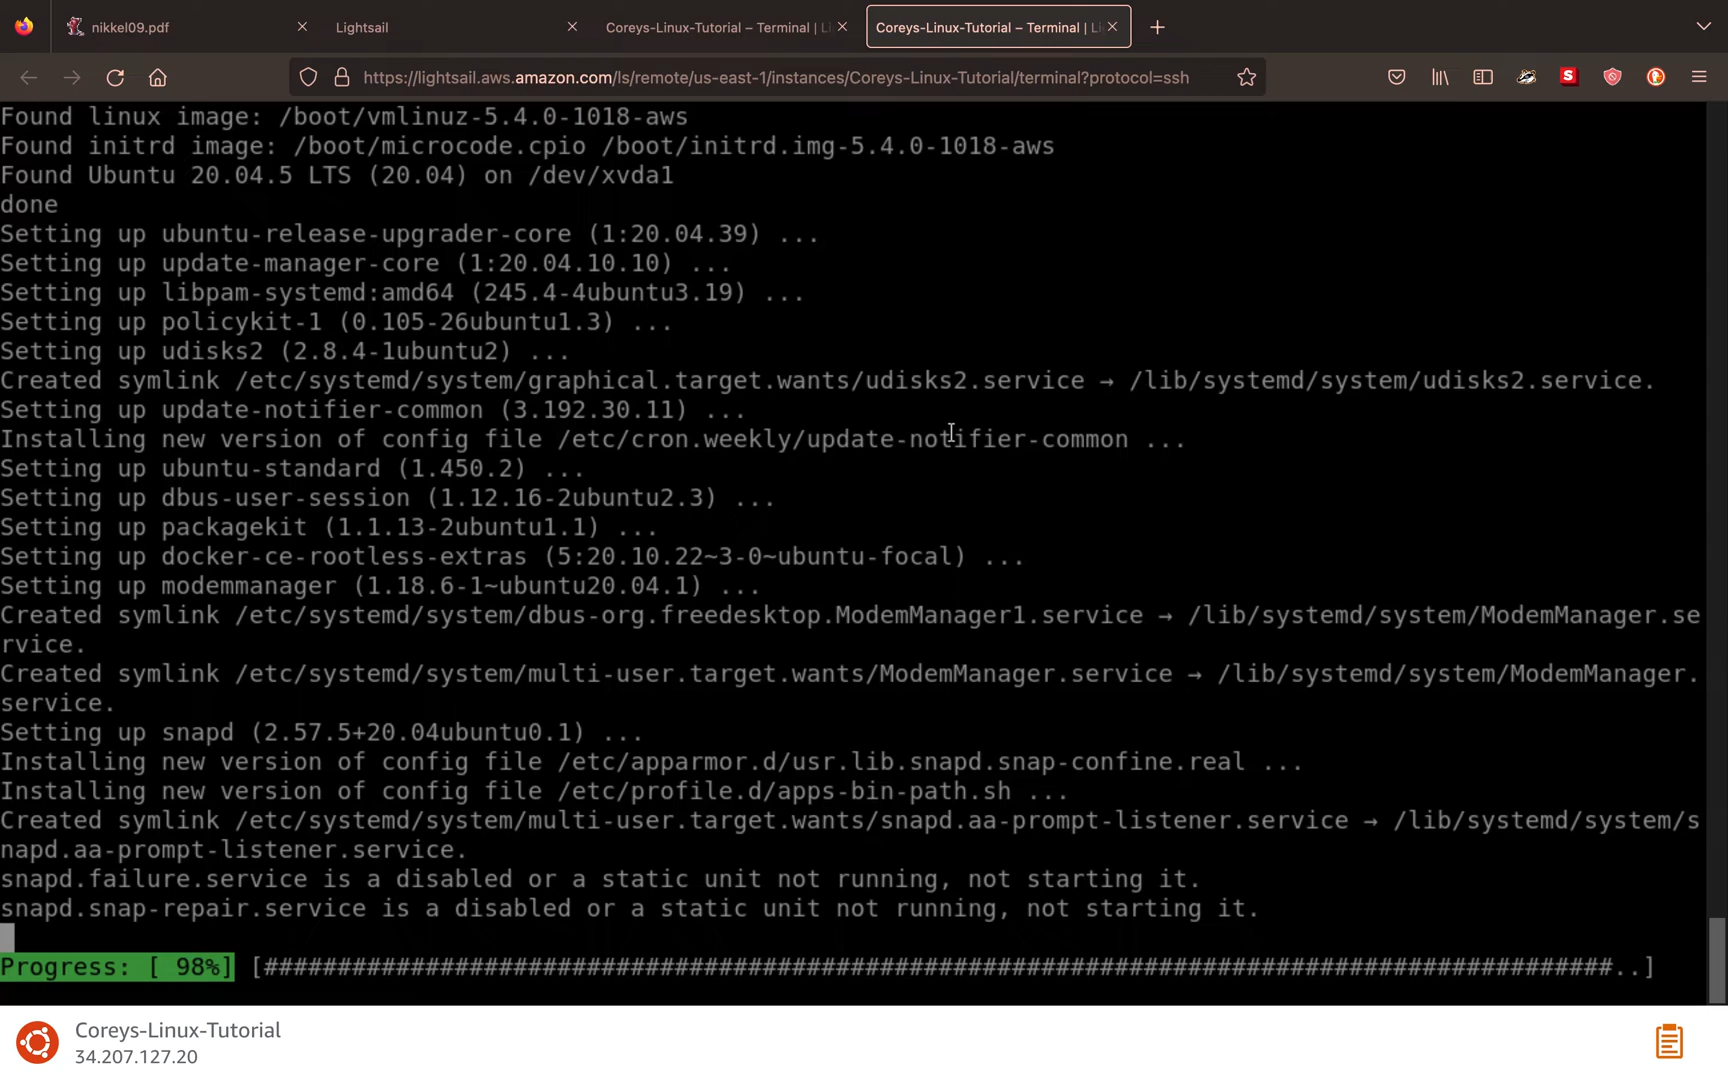 nikkel09.pdf
Lightsail
Coreys-Linux-Tutorial – Terminal | Li
Coreys-Linux-Tutorial – Terminal | Li
https://lightsail.aws.amazon.com/ls/remote/us-east-1/instances/Coreys-Linux-Tutorial/terminal?protocol=ssh
S
Found linux image: /boot/vmlinuz-5.4.0-1018-aws
Found initrd image: /boot/microcode.cpio /boot/initrd.img-5.4.0-1018-aws
Found Ubuntu 20.04.5 LTS (20.04) on /dev/xvda1
done
Setting up ubuntu-release-upgrader-core (1:20.04.39) ...
Setting up update-manager-core (1:20.04.10.10) ...
Setting up libpam-systemd:amd64 (245.4-4ubuntu3.19) ...
Setting up policykit-1 (0.105-26ubuntu1.3) ...
Setting up udisks2 (2.8.4-1ubuntu2) ...
Created symlink /etc/systemd/system/graphical.target.wants/udisks2.service → /lib/systemd/system/udisks2.service.
Setting up update-notifier-common (3.192.30.11) ...
Installing new version of config file /etc/cron.weekly/update-notifier-common ...
Setting up ubuntu-standard (1.450.2) ...
Setting up dbus-user-session (1.12.16-2ubuntu2.3) ...
Setting up packagekit (1.1.13-2ubuntu1.1) ...
Setting up docker-ce-rootless-extras (5:20.10.22~3-0~ubuntu-focal) ...
Setting up modemmanager (1.18.6-1~ubuntu20.04.1) ...
Created symlink /etc/systemd/system/dbus-org.freedesktop.ModemManager1.service → /lib/systemd/system/ModemManager.se
rvice.
Created symlink /etc/systemd/system/multi-user.target.wants/ModemManager.service → /lib/systemd/system/ModemManager.
service.
Setting up snapd (2.57.5+20.04ubuntu0.1) ...
Installing new version of config file /etc/apparmor.d/usr.lib.snapd.snap-confine.real ...
Installing new version of config file /etc/profile.d/apps-bin-path.sh ...
Created symlink /etc/systemd/system/multi-user.target.wants/snapd.aa-prompt-listener.service → /lib/systemd/system/s
napd.aa-prompt-listener.service.
snapd.failure.service is a disabled or a static unit not running, not starting it.
snapd.snap-repair.service is a disabled or a static unit not running, not starting it.
Progress: [ 98%] [############################################################################################..]
Coreys-Linux-Tutorial
34.207.127.20